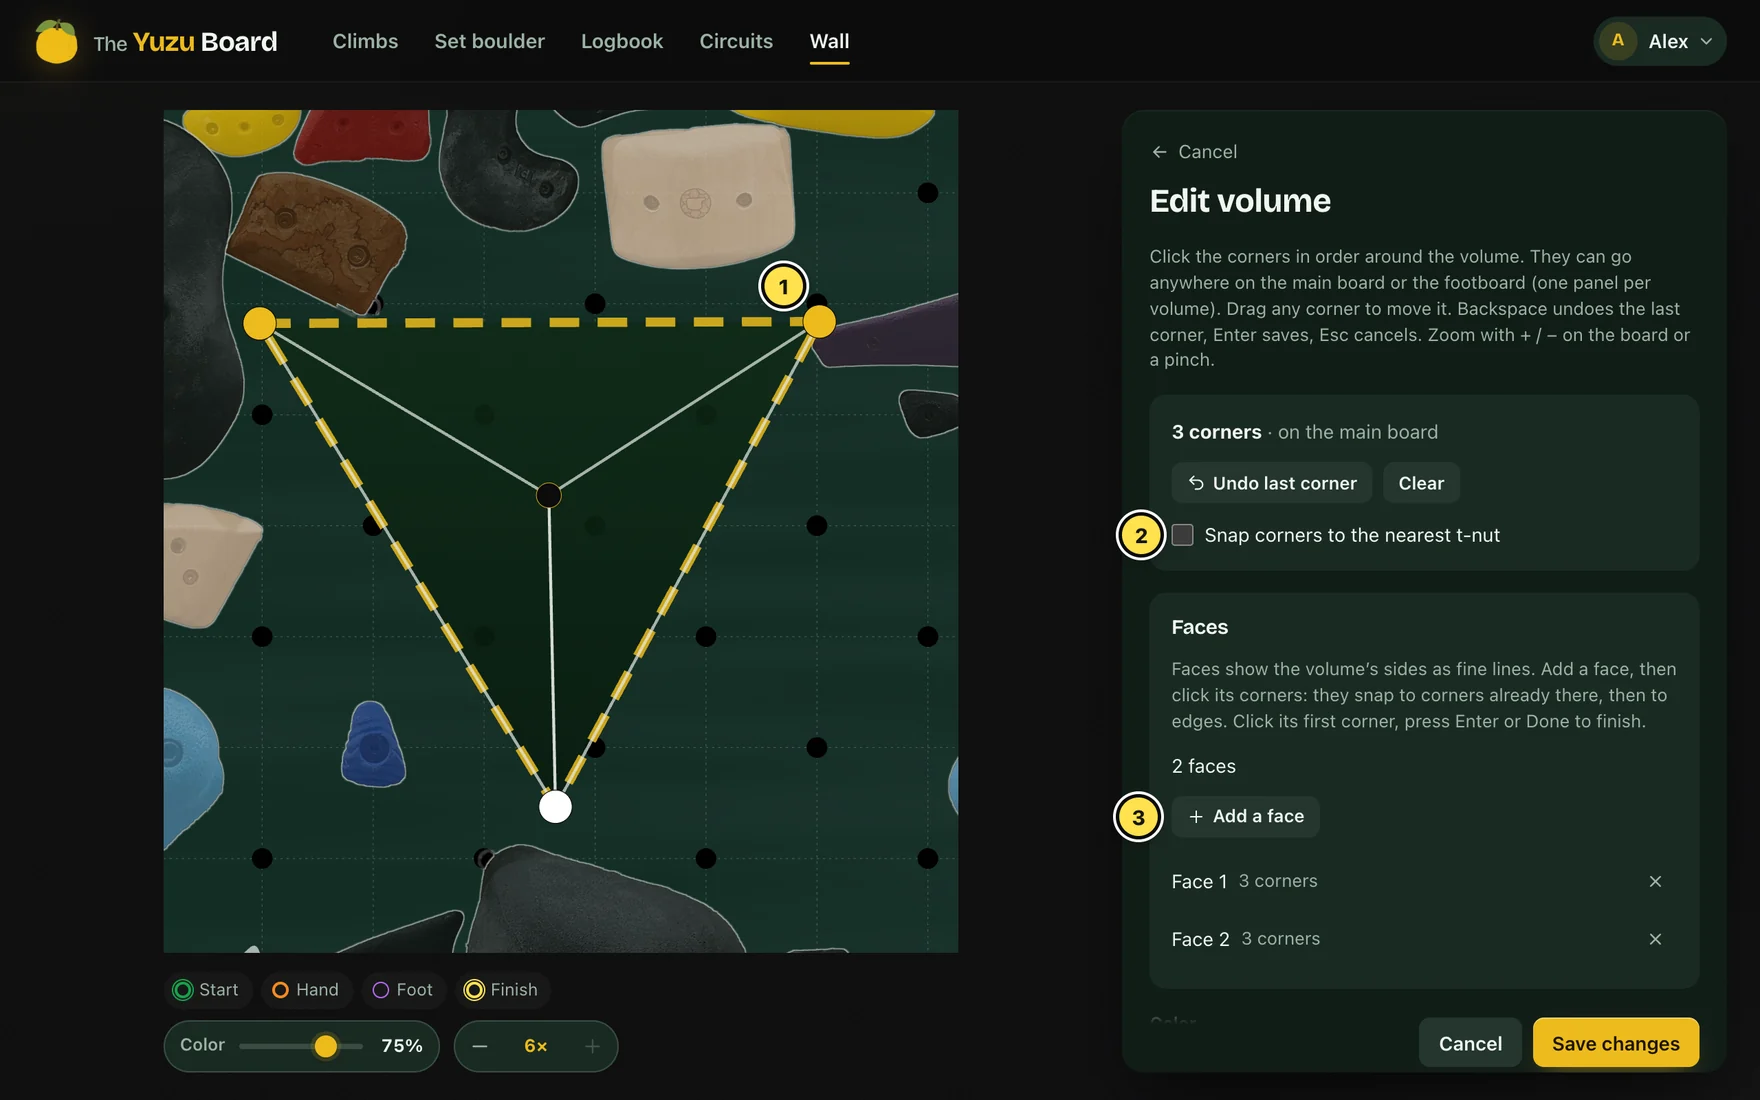 The Yuzu Board
Climbs
Set boulder
Logbook
Circuits
Wall
A
Alex
1
← Cancel
Edit volume
Click the corners in order around the volume. They can go
anywhere on the main board or the footboard (one panel per
volume). Drag any corner to move it. Backspace undoes the last
corner, Enter saves, Esc cancels. Zoom with + / – on the board or
a pinch.
3 corners · on the main board
Undo last corner
Clear
2
Snap corners to the nearest t-nut
Faces
Faces show the volume’s sides as fine lines. Add a face, then
click its corners: they snap to corners already there, then to
edges. Click its first corner, press Enter or Done to finish.
2 faces
3
+ Add a face
Face 1 3 corners ×
Face 2 3 corners ×
Start
Hand
Foot
Finish
Color 75%
− 6× +
Cancel
Save changes